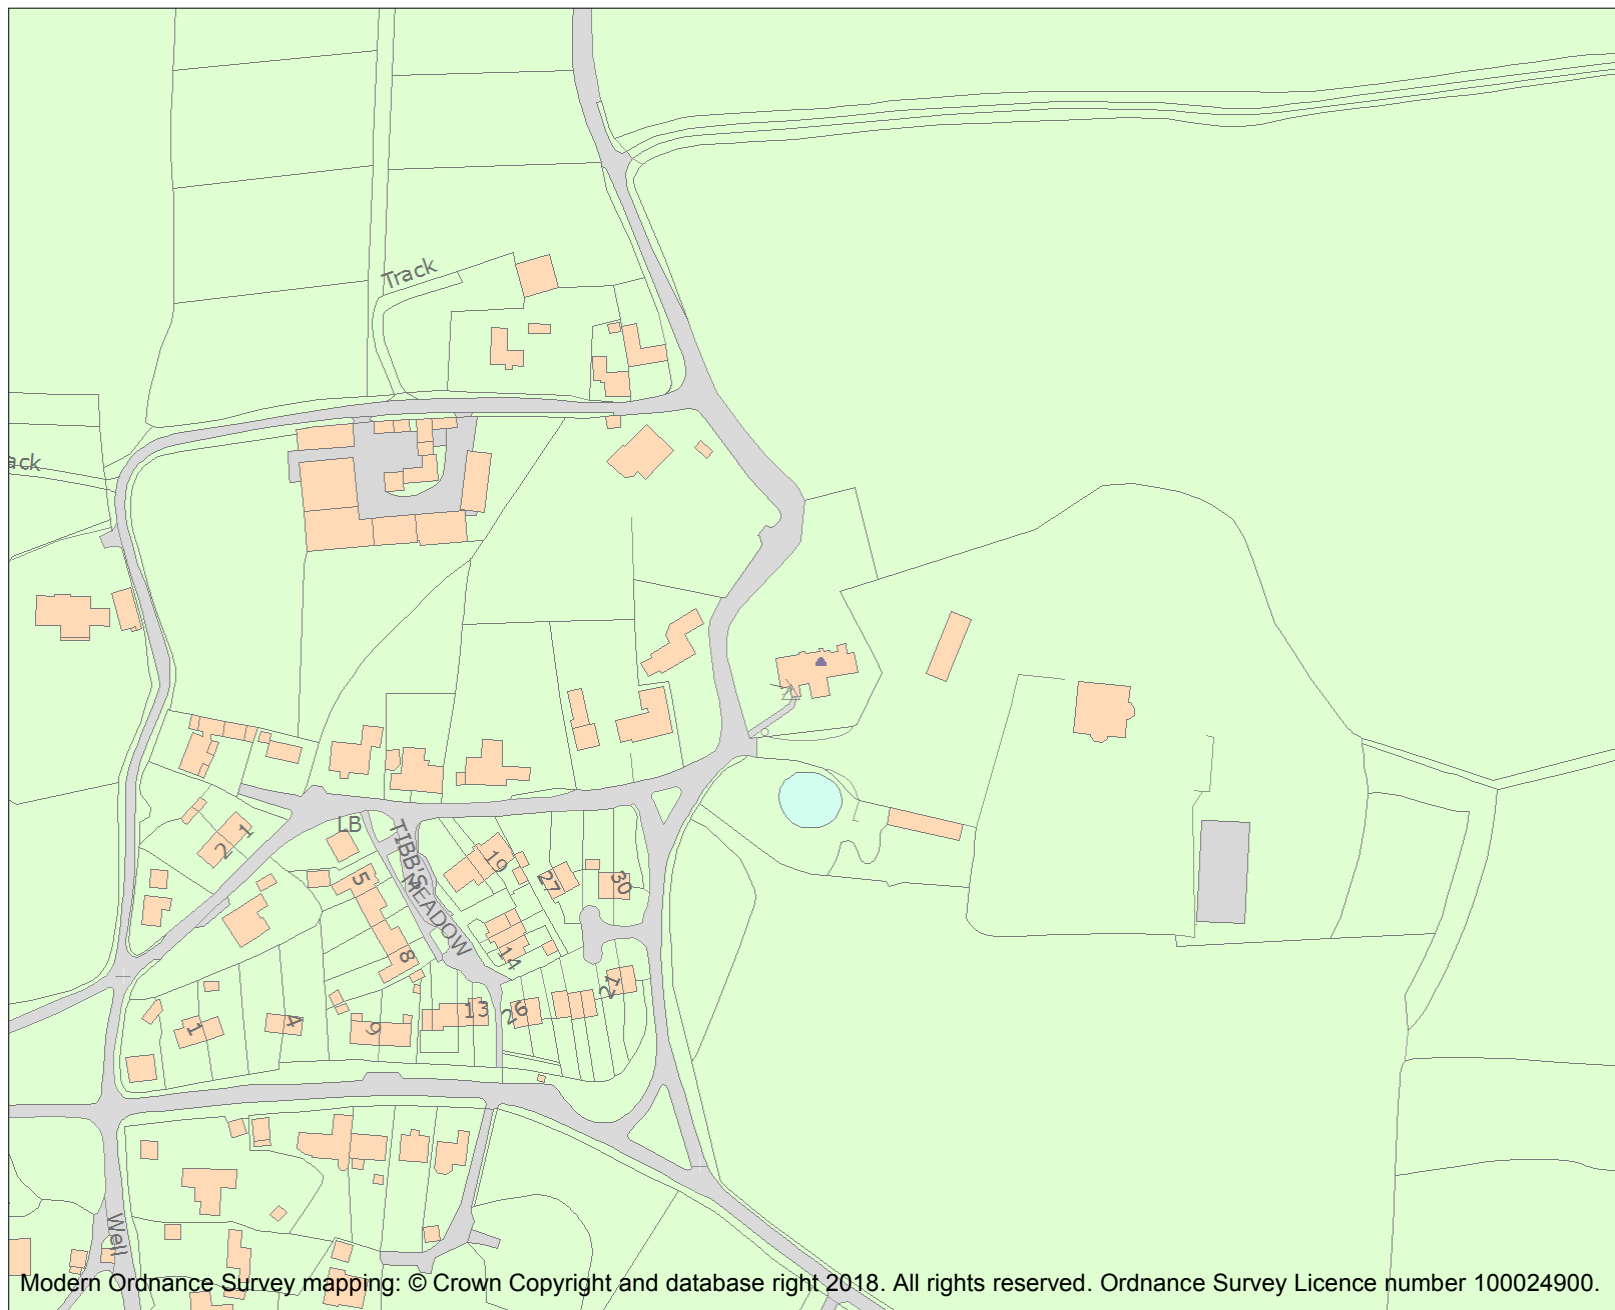 Track
ack
LB
TIBB'S
MEADOW
1
2
19
5
27
30
8
14
21
26
13
1
4
9
Well
Modern Ordnance Survey mapping: © Crown Copyright and database right 2018. All rights reserved. Ordnance Survey Licence number 100024900.